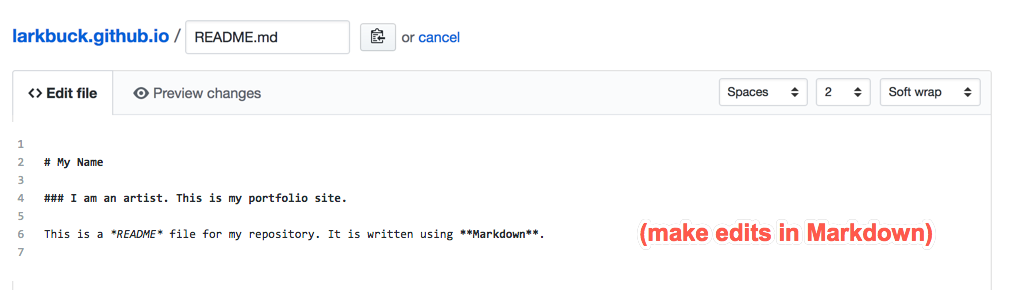 larkbuck.github.io / README.md or cancel
<> Edit file Preview changes Spaces 2 Soft wrap
1
2 # My Name
3
4 ### I am an artist. This is my portfolio site.
5
6 This is a *README* file for my repository. It is written using **Markdown**.
(make edits in Markdown)
7